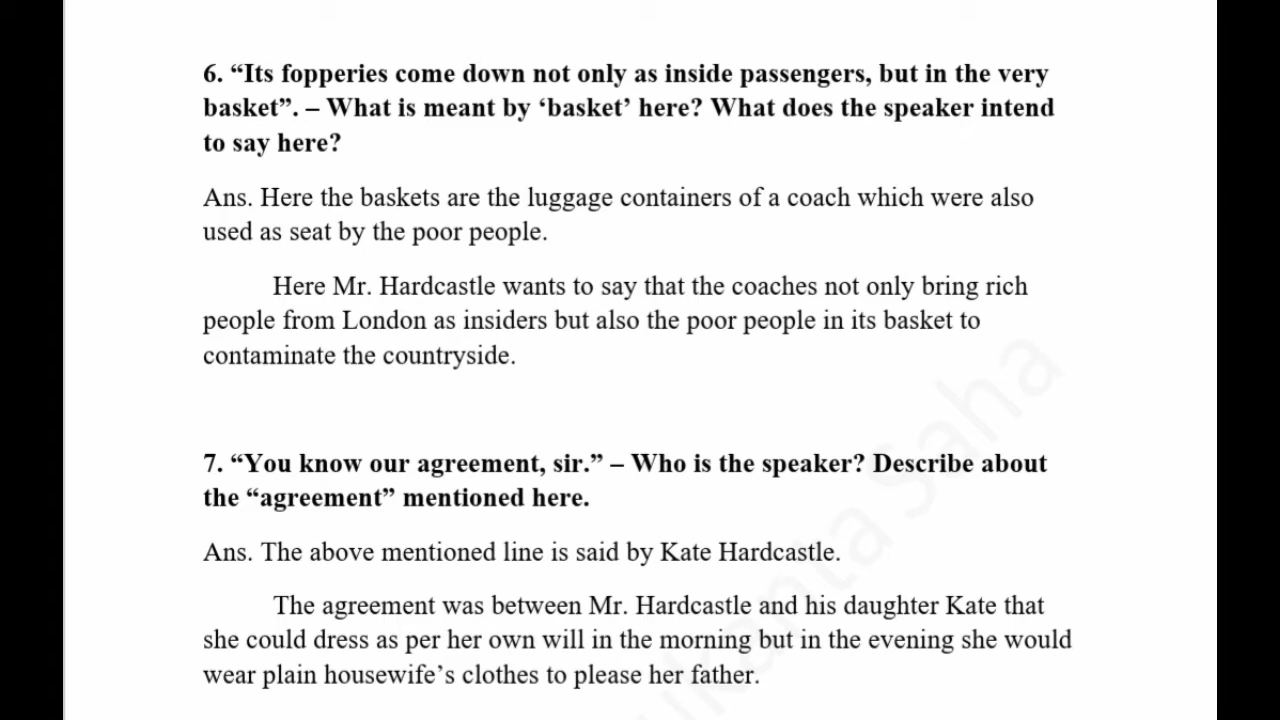 6. “Its fopperies come down not only as inside passengers, but in the very
basket”. – What is meant by ‘basket’ here? What does the speaker intend
to say here?
Ans. Here the baskets are the luggage containers of a coach which were also
used as seat by the poor people.
Here Mr. Hardcastle wants to say that the coaches not only bring rich
people from London as insiders but also the poor people in its basket to
contaminate the countryside.
7. “You know our agreement, sir.” – Who is the speaker? Describe about
the “agreement” mentioned here.
Ans. The above mentioned line is said by Kate Hardcastle.
The agreement was between Mr. Hardcastle and his daughter Kate that
she could dress as per her own will in the morning but in the evening she would
wear plain housewife’s clothes to please her father.
Saha